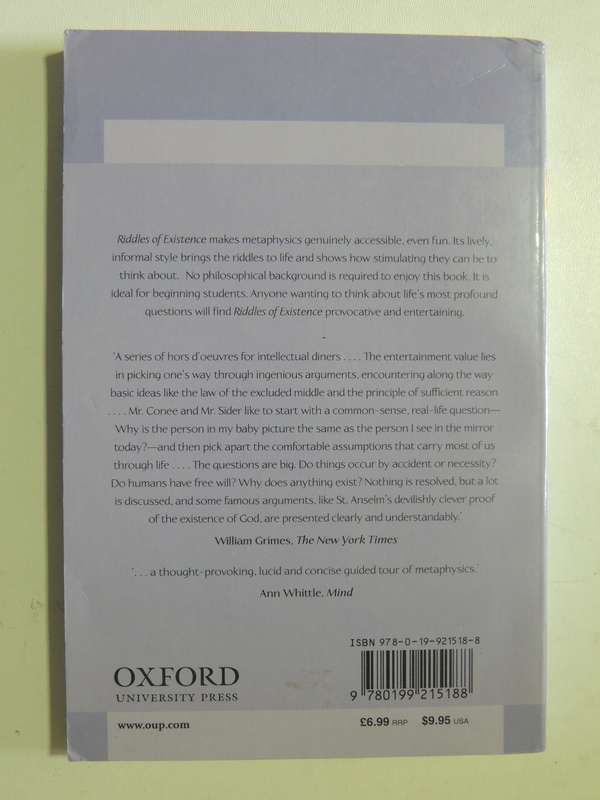 Riddles of Existence makes metaphysics genuinely accessible, even fun. Its lively,
informal style brings the riddles to life and shows how stimulating they can be to
think about. No philosophical background is required to enjoy this book. It is
ideal for beginning students. Anyone wanting to think about life's most profound
questions will find Riddles of Existence provocative and entertaining.
'A series of hors d'oeuvres for intellectual diners . . . . The entertainment value lies
in picking one's way through ingenious arguments, encountering along the way
basic ideas like the law of the excluded middle and the principle of sufficient reason
. . . . Mr. Conee and Mr. Sider like to start with a common-sense, real-life question—
Why is the person in my baby picture the same as the person I see in the mirror
today?—and then pick apart the comfortable assumptions that carry most of us
through life . . . . The questions are big. Do things occur by accident or necessity?
Do humans have free will? Why does anything exist? Nothing is resolved, but a lot
is discussed, and some famous arguments, like St. Anselm's devilishly clever proof
of the existence of God, are presented clearly and understandably.'
William Grimes, The New York Times
'. . . a thought-provoking, lucid and concise guided tour of metaphysics.'
Ann Whittle, Mind
ISBN 978-0-19-921518-8
9 780199 215188
OXFORD
UNIVERSITY PRESS
www.oup.com
£6.99 RRP $9.95 USA